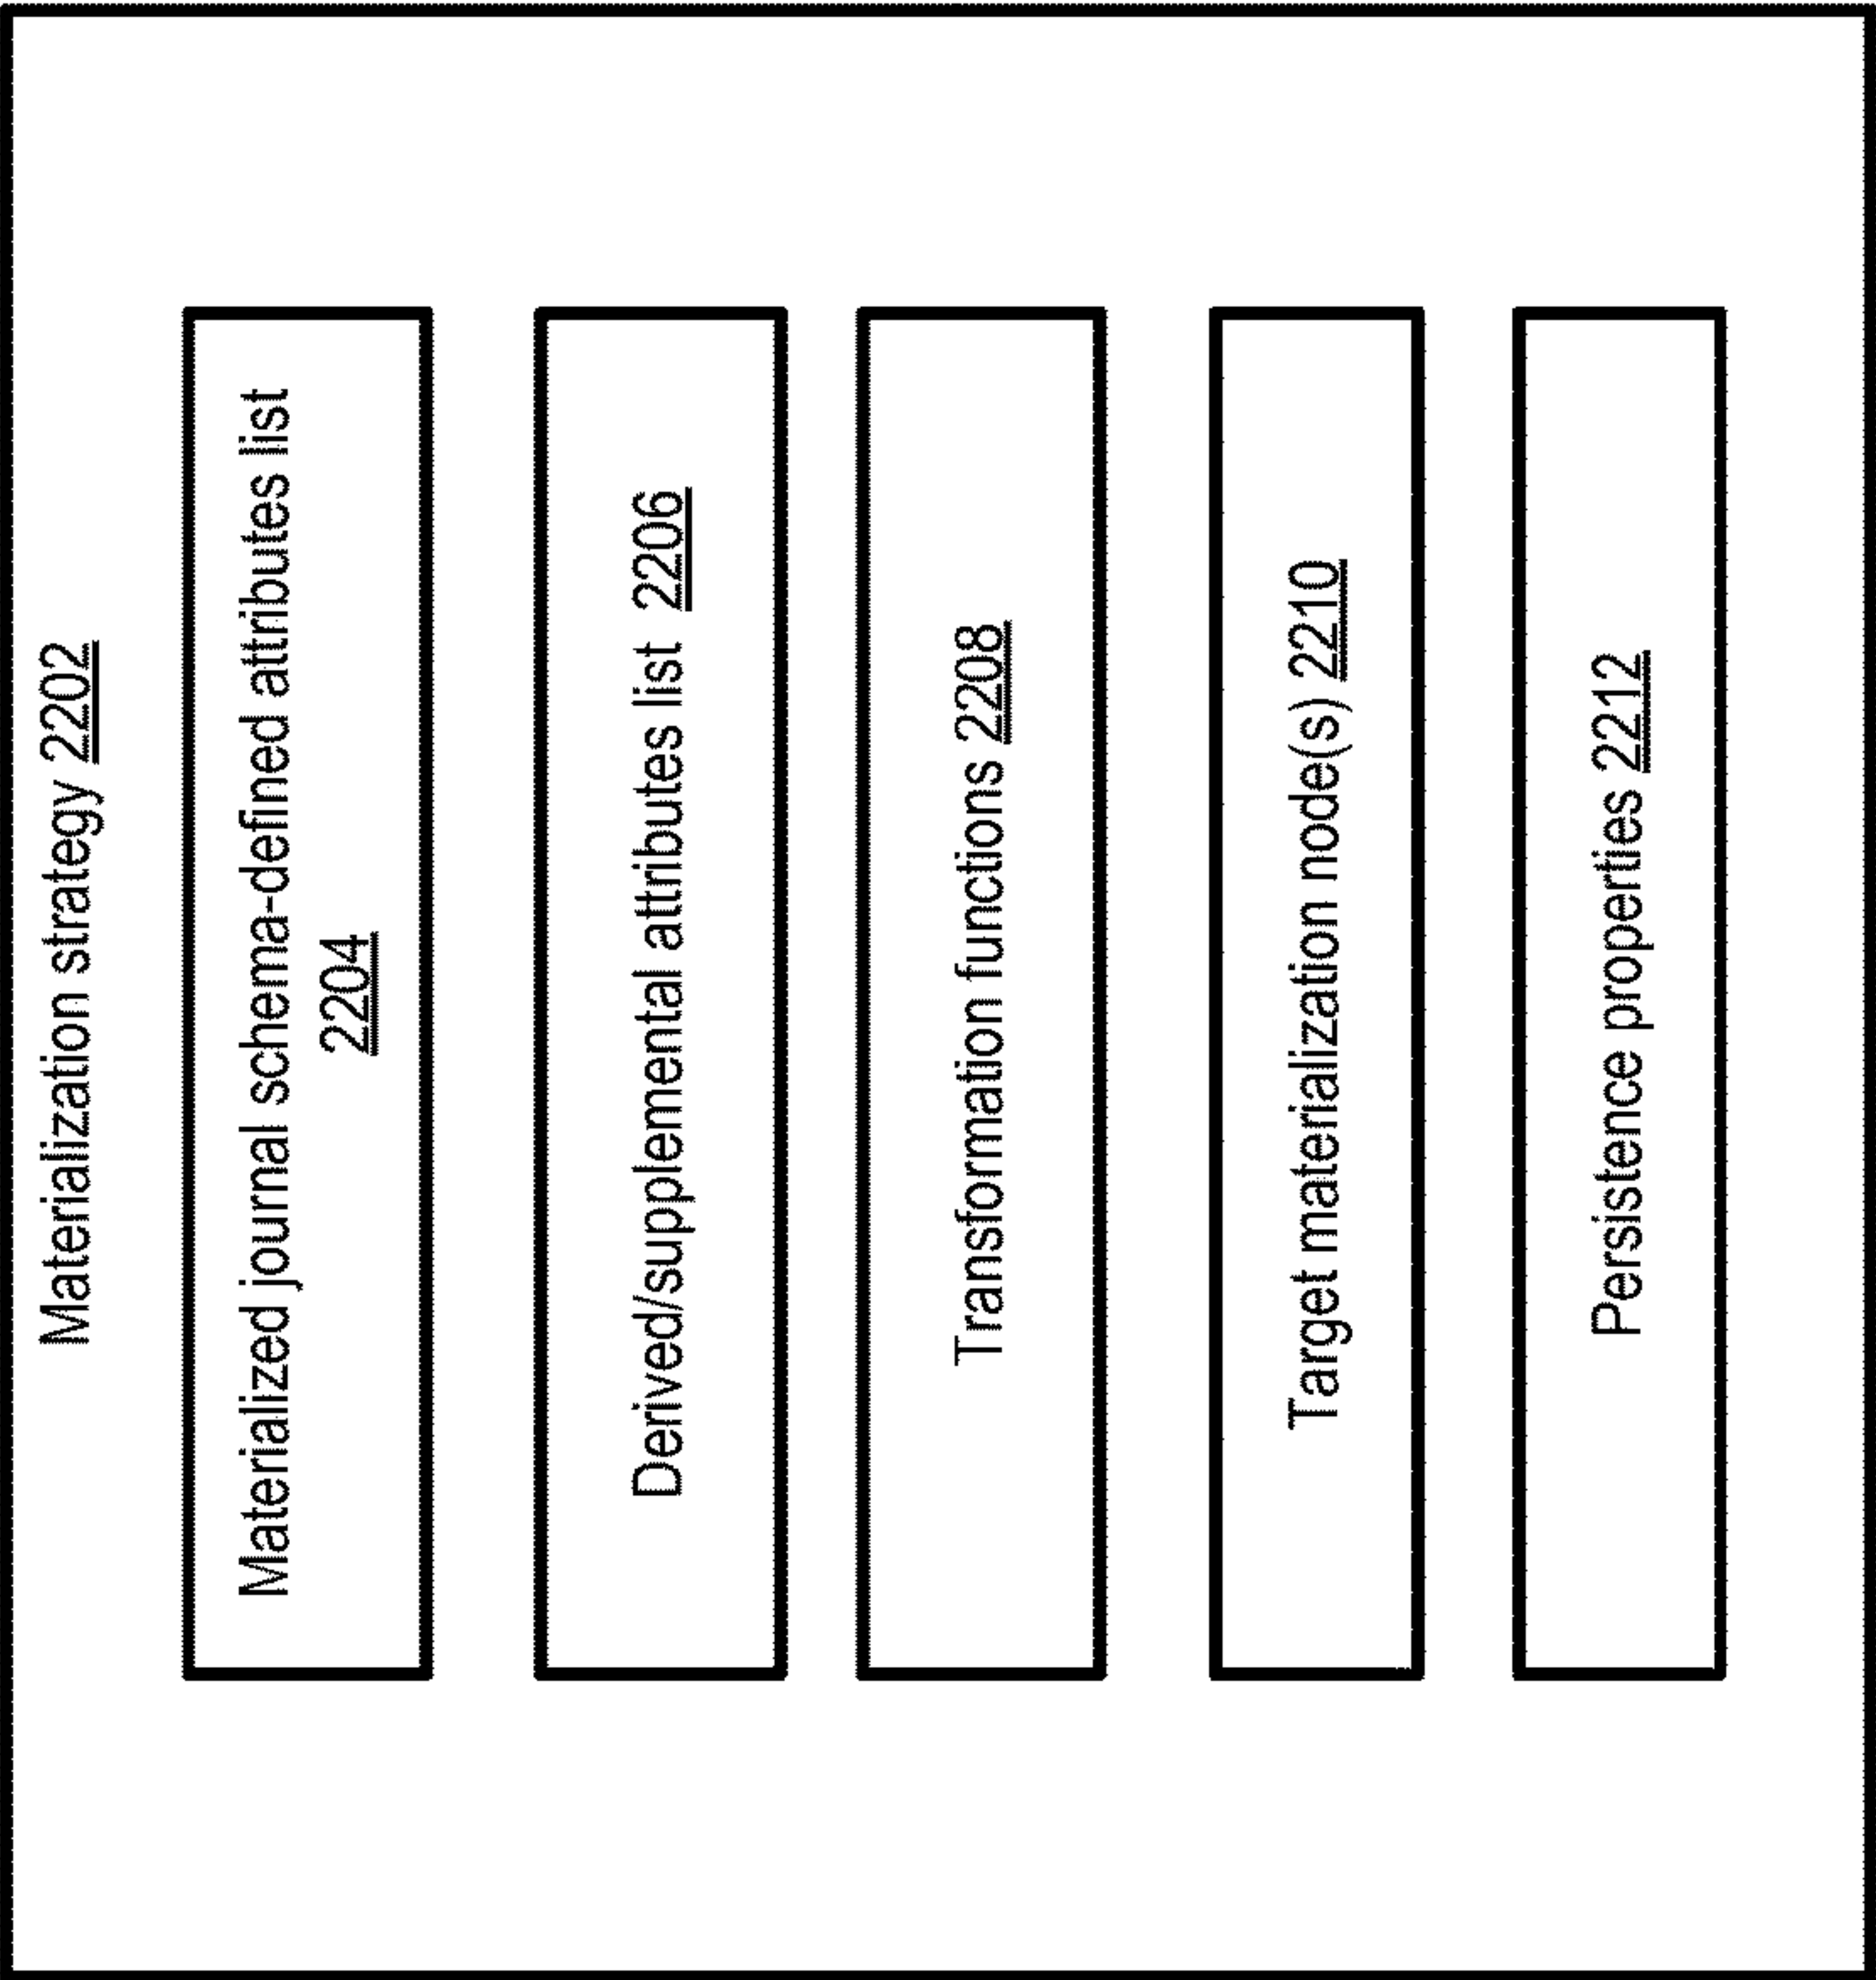 Materialization strategy 2202
Materialized journal schema-defined attributes list
2204
Derived/supplemental attributes list 2206
Transformation functions 2208
Target materialization node(s) 2210
Persistence properties 2212